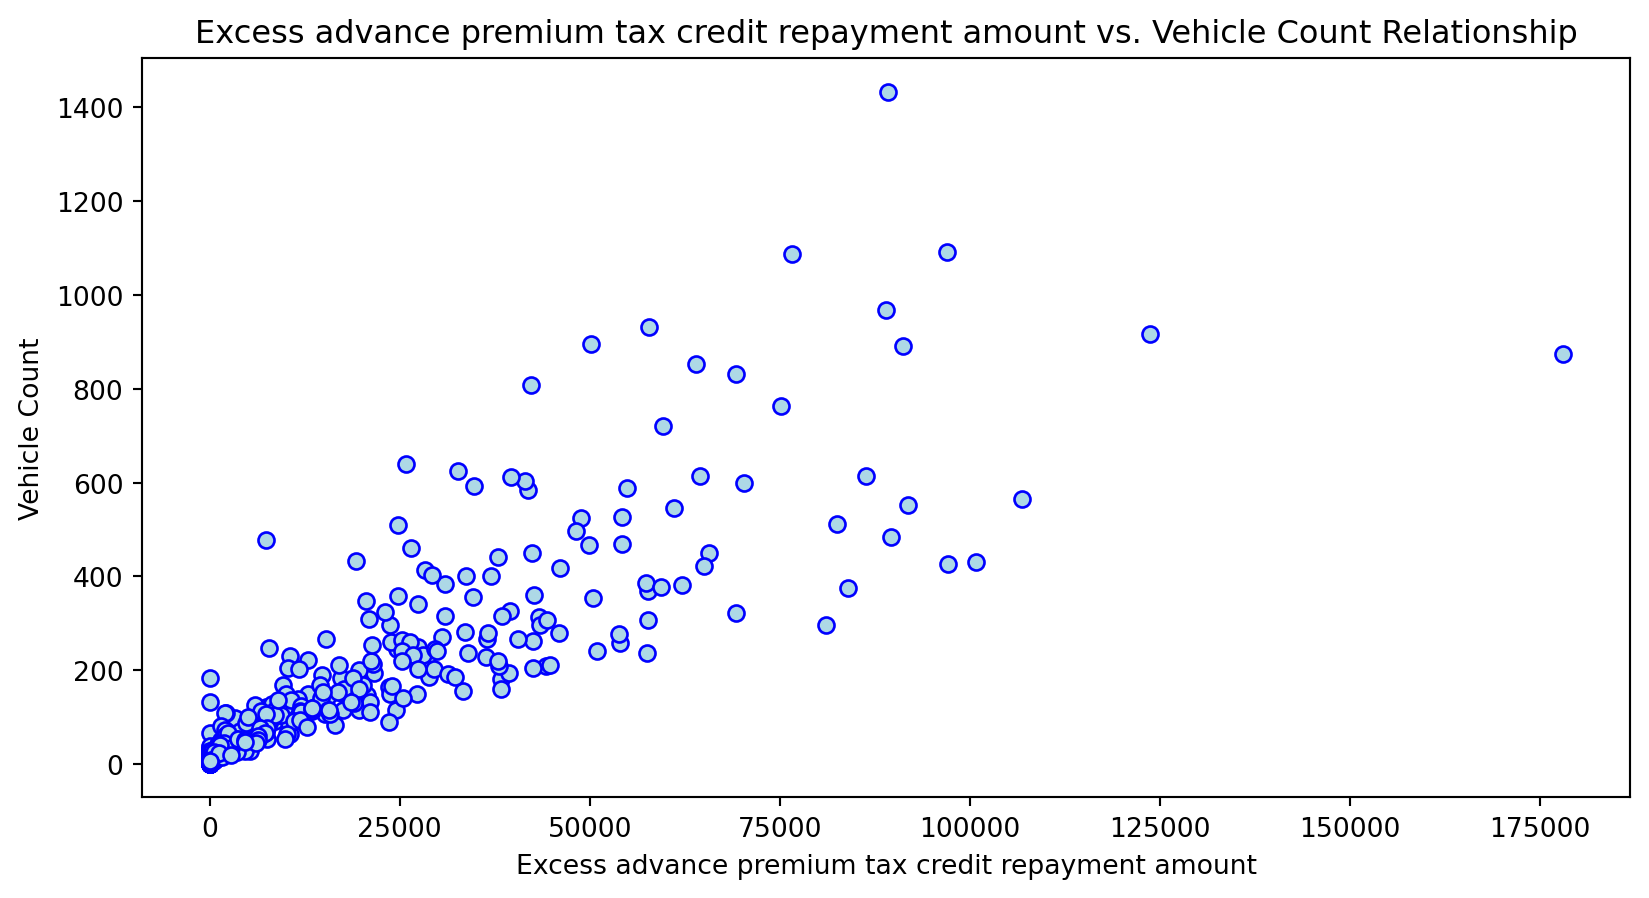 Excess advance premium tax credit repayment amount vs. Vehicle Count Relationship
1400
1200
1000
800
600
400
200
0
Vehicle Count
0 25000 50000 75000 100000 125000 150000 175000
Excess advance premium tax credit repayment amount